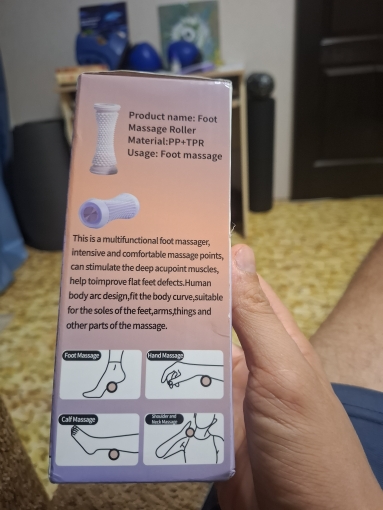 Product name: Foot
Massage Roller
Material:PP+TPR
Usage: Foot massage
This is a multifunctional foot massager,
intensive and comfortable massage points,
can stimulate the deep acupoint muscles,
help toimprove flat feet defects.Human
body arc design,fit the body curve,suitable
for the soles of the feet,arms,things and
other parts of the massage.
Foot Massage
Hand Massage
Calf Massage
Shoulder and
Neck Massage